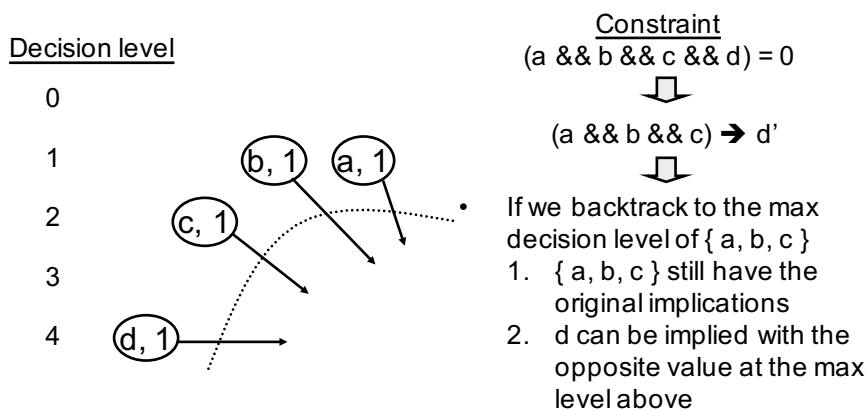 Decision level
0
1
2
3
4
b, 1
a, 1
c, 1
d, 1
Constraint
(a && b && c && d) = 0
(a && b && c) ➔ d’
• If we backtrack to the max
decision level of { a, b, c }
1. { a, b, c } still have the
original implications
2. d can be implied with the
opposite value at the max
level above